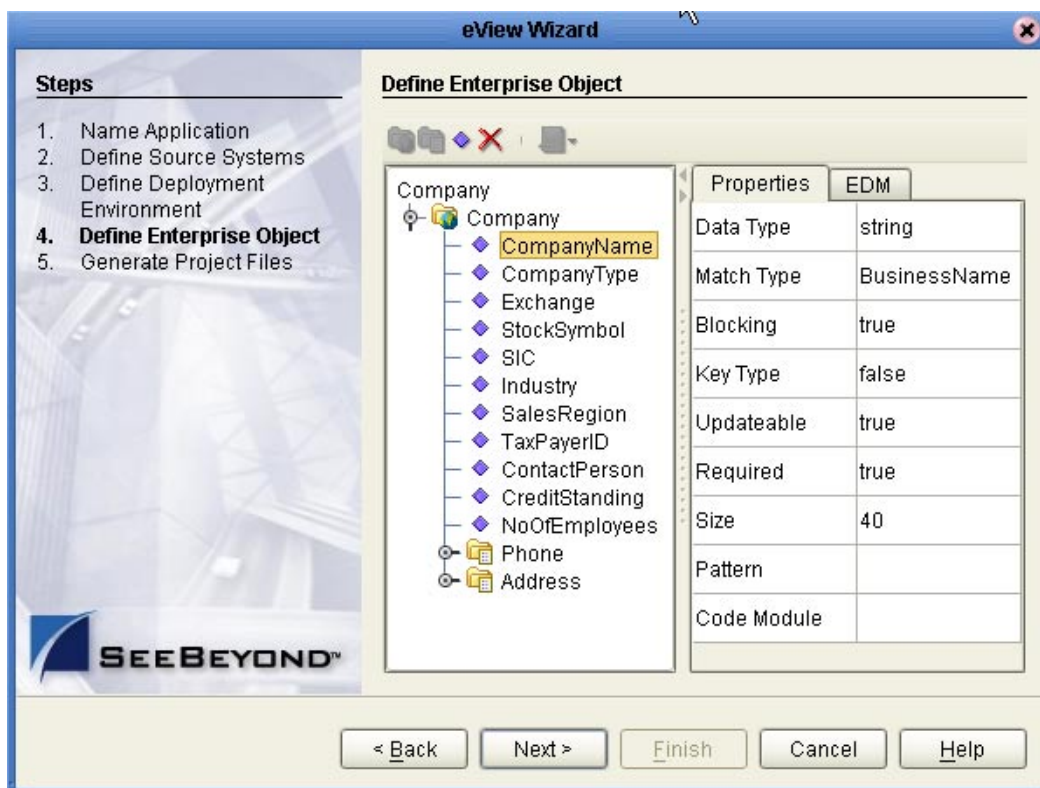 eView Wizard
Steps
1. Name Application
2. Define Source Systems
3. Define Deployment
Environment
4. Define Enterprise Object
5. Generate Project Files
SEEBEYOND™
Define Enterprise Object
Company
Company
CompanyName
CompanyType
Exchange
StockSymbol
SIC
Industry
SalesRegion
TaxPayerID
ContactPerson
CreditStanding
NoOfEmployees
Phone
Address
Properties EDM
Data Type string
Match Type BusinessName
Blocking true
Key Type false
Updateable true
Required true
Size 40
Pattern
Code Module
< Back Next > Finish Cancel Help